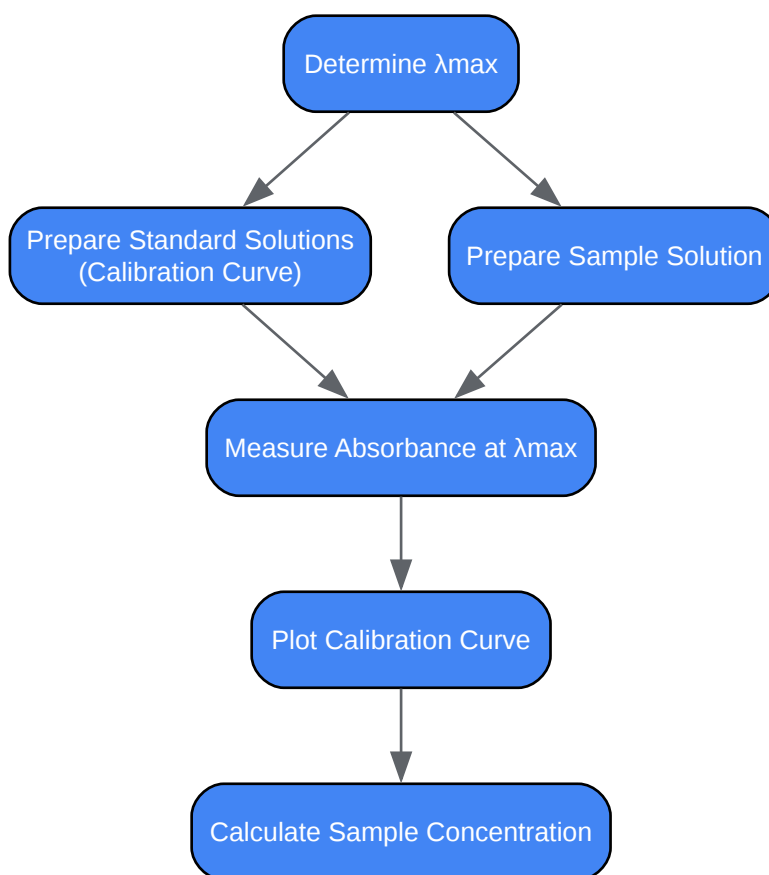 Determine λmax
Prepare Standard Solutions
(Calibration Curve)
Prepare Sample Solution
Measure Absorbance at λmax
Plot Calibration Curve
Calculate Sample Concentration